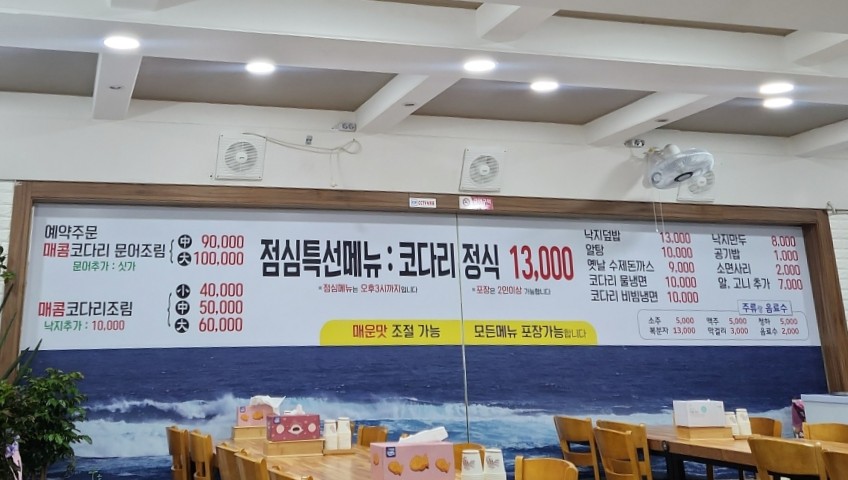 예약주문
매콤코다리 문어조림
中 90,000
大 100,000
문어추가 : 싯가
매콤코다리조림
小 40,000
中 50,000
大 60,000
낙지추가 : 10,000
점심특선메뉴 : 코다리 정식 13,000
* 점심메뉴는 오후3시까지입니다
* 포장은 2인이상 가능합니다
매운맛 조절 가능 모든메뉴 포장가능합니다
낙지덮밥 13,000
알탕 10,000
옛날 수제돈까스 9,000
코다리 물냉면 10,000
코다리 비빔냉면 10,000
낙지만두 8,000
공기밥 1,000
소면사리 2,000
알, 고니 추가 7,000
주류및 음료수
소주 5,000 맥주 5,000 청하 5,000
복분자 13,000 막걸리 3,000 음료수 2,000